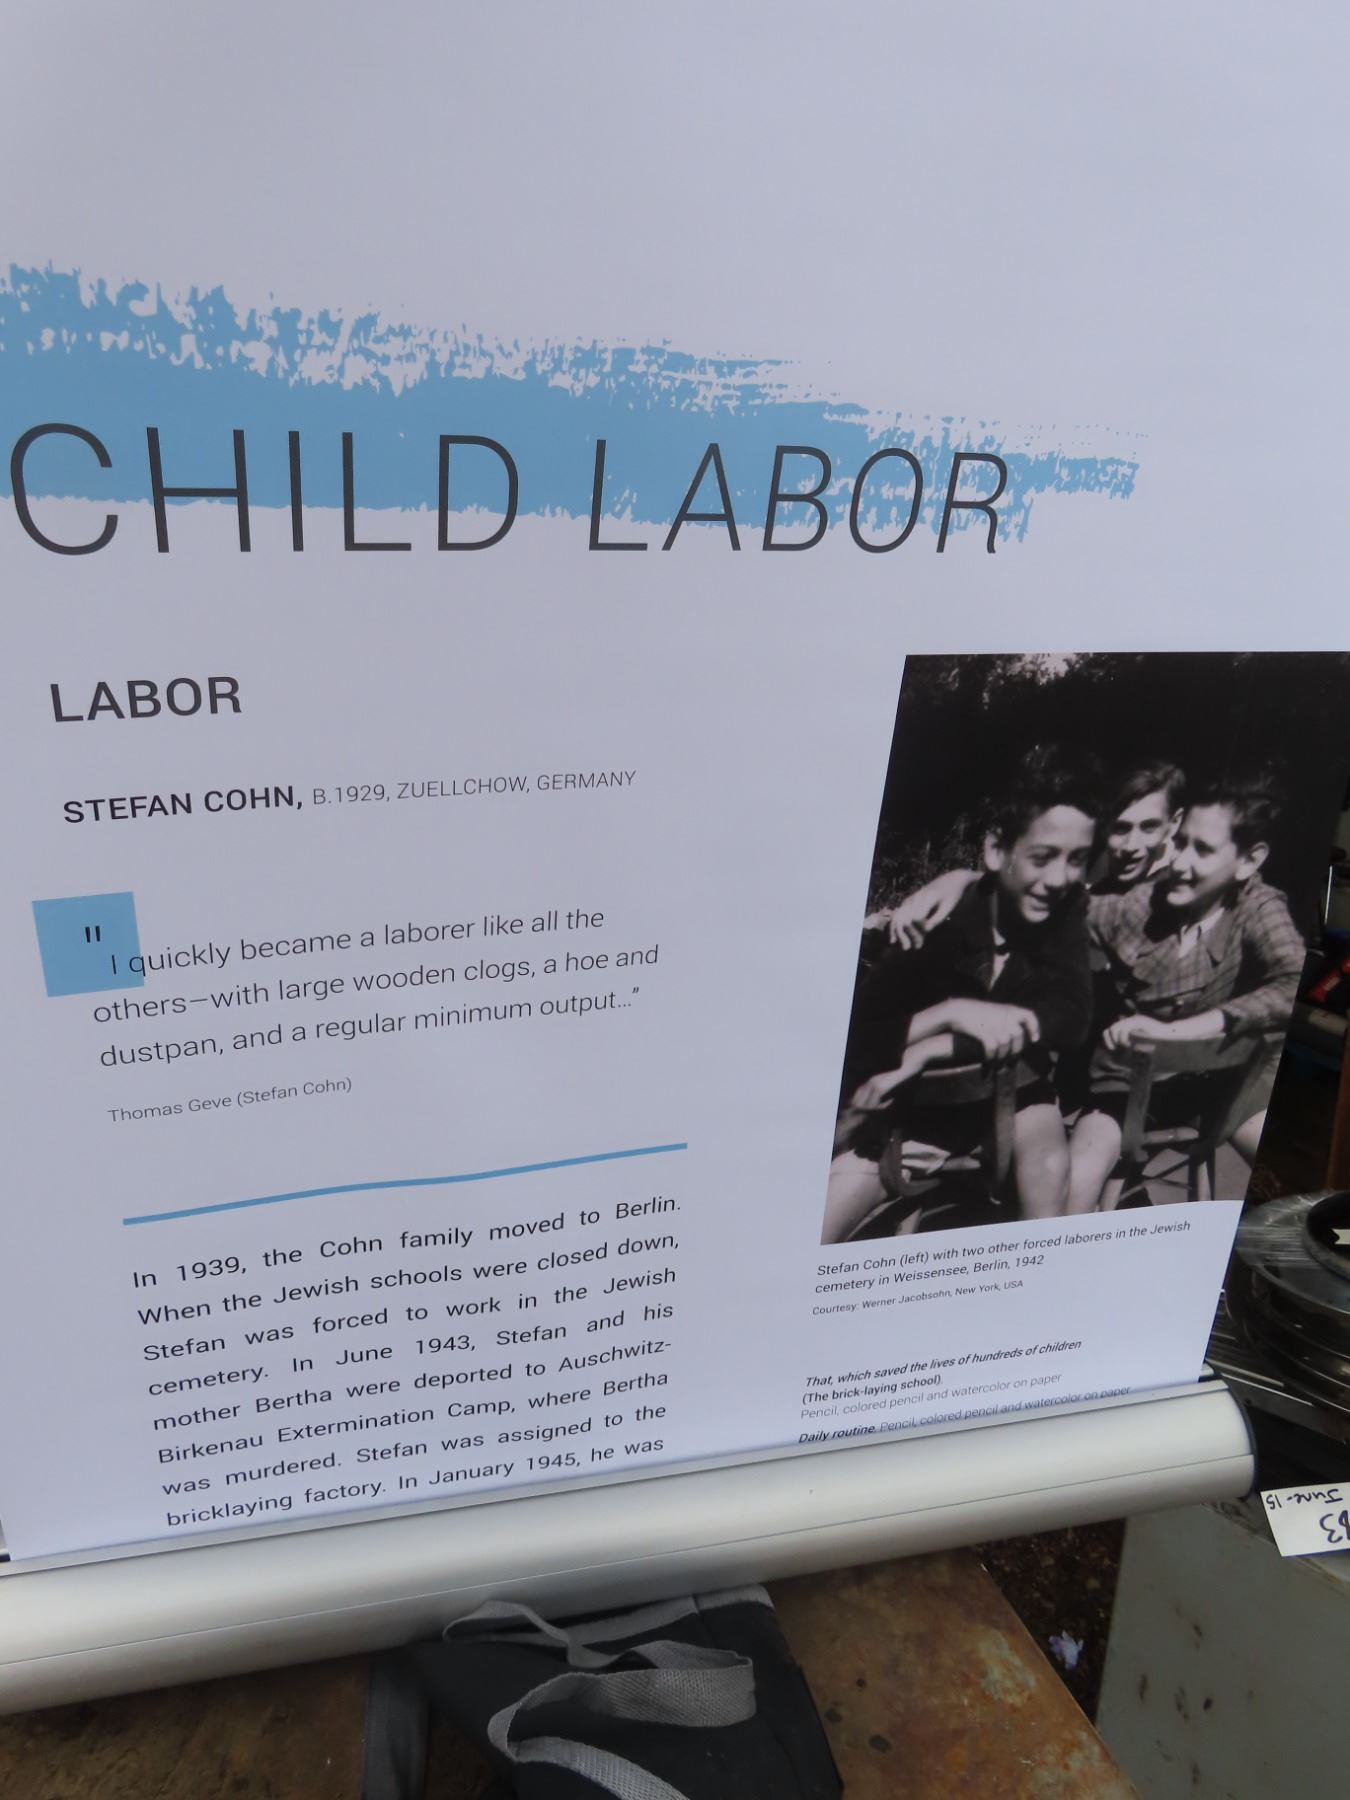 CHILD LABOR
LABOR
STEFAN COHN, B.1929, ZUELLCHOW, GERMANY
" I quickly became a laborer like all the
others—with large wooden clogs, a hoe and
dustpan, and a regular minimum output..."
Thomas Geve (Stefan Cohn)
In 1939, the Cohn family moved to Berlin.
When the Jewish schools were closed down,
Stefan was forced to work in the Jewish
cemetery. In June 1943, Stefan and his
mother Bertha were deported to Auschwitz-
Birkenau Extermination Camp, where Bertha
was murdered. Stefan was assigned to the
bricklaying factory. In January 1945, he was
Stefan Cohn (left) with two other forced laborers in the Jewish
cemetery in Weissensee, Berlin, 1942
Courtesy: Werner Jacobsohn, New York, USA
That, which saved the lives of hundreds of children
(The brick-laying school).
Pencil, colored pencil and watercolor on paper
Daily routine. Pencil, colored pencil and watercolor on paper
June-15